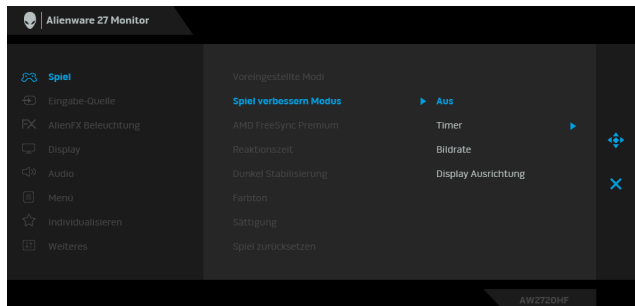 Alienware 27 Monitor
Spiel
Voreingestellte Modi
Eingabe-Quelle
Spiel verbessern Modus
Aus
AlienFX Beleuchtung
AMD FreeSync Premium
Timer
Display
Reaktionszeit
Bildrate
Audio
Dunkel Stabilisierung
Display Ausrichtung
Menü
Farbton
Individualisieren
Sättigung
Weiteres
Spiel zurücksetzen
AW2720HF